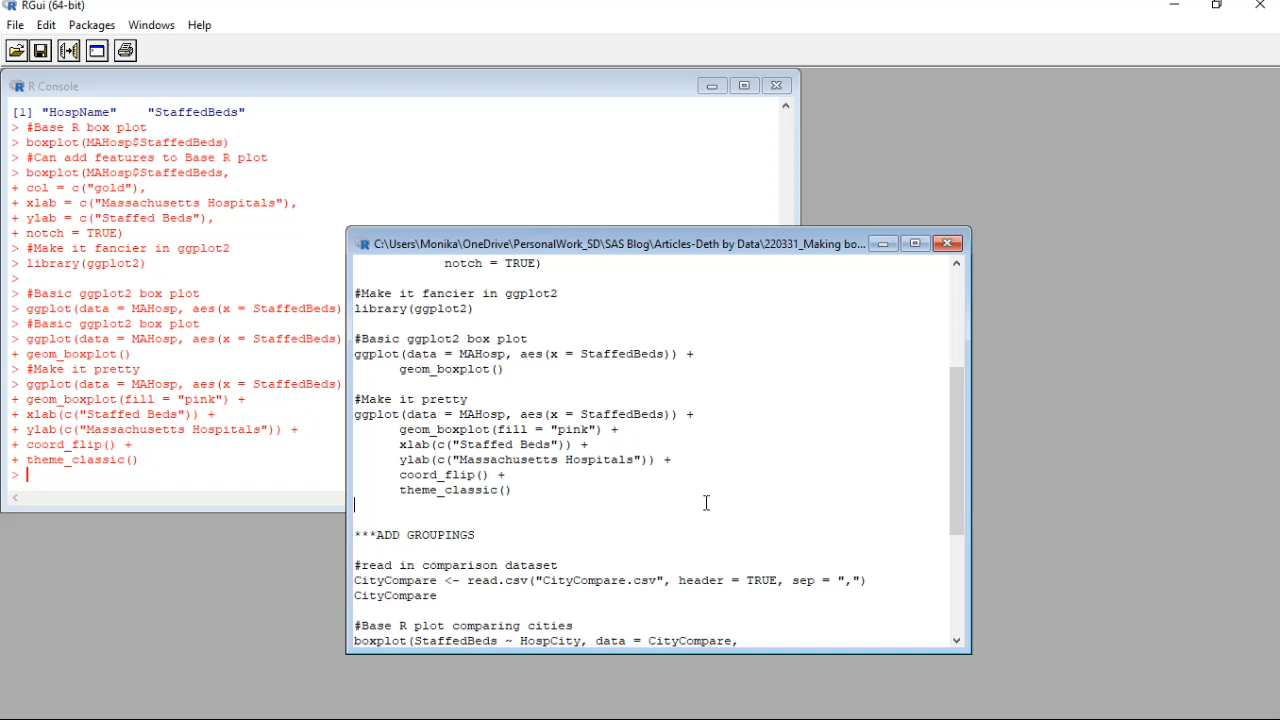 RGui (64-bit)
File Edit Packages Windows Help
R Console
[1] "HospName" "StaffedBeds"
> #Base R box plot
> boxplot(MAHosp$StaffedBeds)
> #Can add features to Base R plot
> boxplot(MAHosp$StaffedBeds,
+ col = c("gold"),
+ xlab = c("Massachusetts Hospitals"),
+ ylab = c("Staffed Beds"),
+ notch = TRUE)
> #Make it fancier in ggplot2
> library(ggplot2)
>
> #Basic ggplot2 box plot
> ggplot(data = MAHosp, aes(x = StaffedBeds)
> #Basic ggplot2 box plot
> ggplot(data = MAHosp, aes(x = StaffedBeds)
+ geom_boxplot()
> #Make it pretty
> ggplot(data = MAHosp, aes(x = StaffedBeds)
+ geom_boxplot(fill = "pink") +
+ xlab(c("Staffed Beds")) +
+ ylab(c("Massachusetts Hospitals")) +
+ coord_flip() +
+ theme_classic()
>
C:\Users\Monika\OneDrive\PersonalWork_SD\SAS Blog\Articles-Deth by Data\220331_Making bo...
notch = TRUE)
#Make it fancier in ggplot2
library(ggplot2)
#Basic ggplot2 box plot
ggplot(data = MAHosp, aes(x = StaffedBeds)) +
geom_boxplot()
#Make it pretty
ggplot(data = MAHosp, aes(x = StaffedBeds)) +
geom_boxplot(fill = "pink") +
xlab(c("Staffed Beds")) +
ylab(c("Massachusetts Hospitals")) +
coord_flip() +
theme_classic()
***ADD GROUPINGS
#read in comparison dataset
CityCompare <- read.csv("CityCompare.csv", header = TRUE, sep = ",")
CityCompare
#Base R plot comparing cities
boxplot(StaffedBeds ~ HospCity, data = CityCompare,